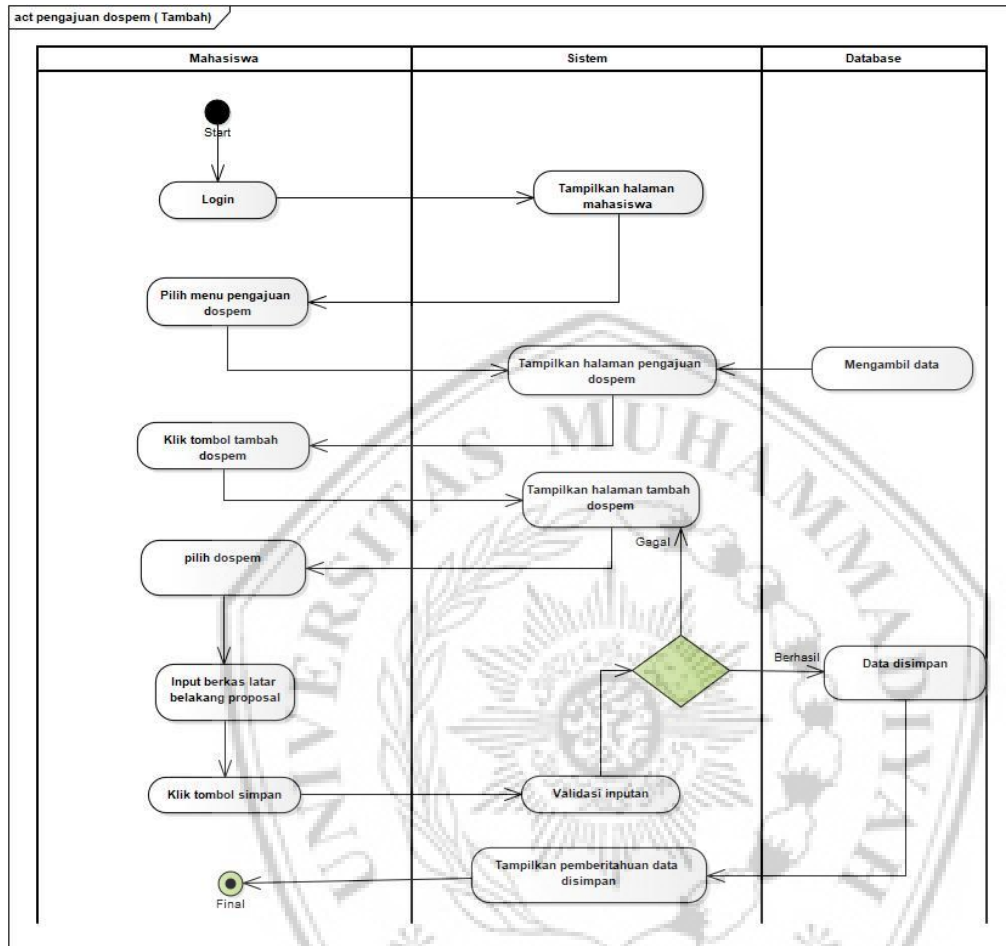 act pengajuan dospem ( Tambah)
Mahasiswa
Sistem
Database
Start
Login
Tampilkan halaman
mahasiswa
Pilih menu pengajuan
dospem
Tampilkan halaman pengajuan
dospem
Mengambil data
Klik tombol tambah
dospem
Tampilkan halaman tambah
dospem
Gagal
pilih dospem
Berhasil
Data disimpan
Input berkas latar
belakang proposal
Klik tombol simpan
Validasi inputan
Tampilkan pemberitahuan data
disimpan
Final
UNIVERSITAS MUHAMMADIYAH